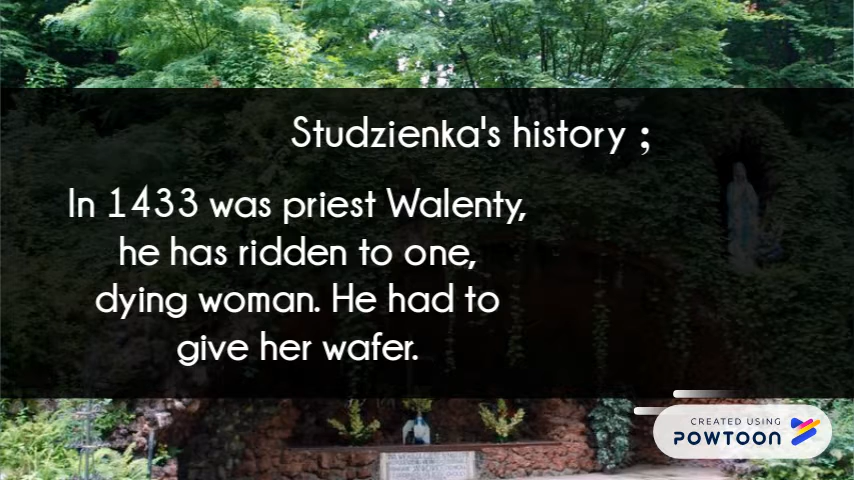 Studzienka's history ;
In 1433 was priest Walenty,
he has ridden to one,
dying woman. He had to
give her wafer.
CREATED USING
POWTOON